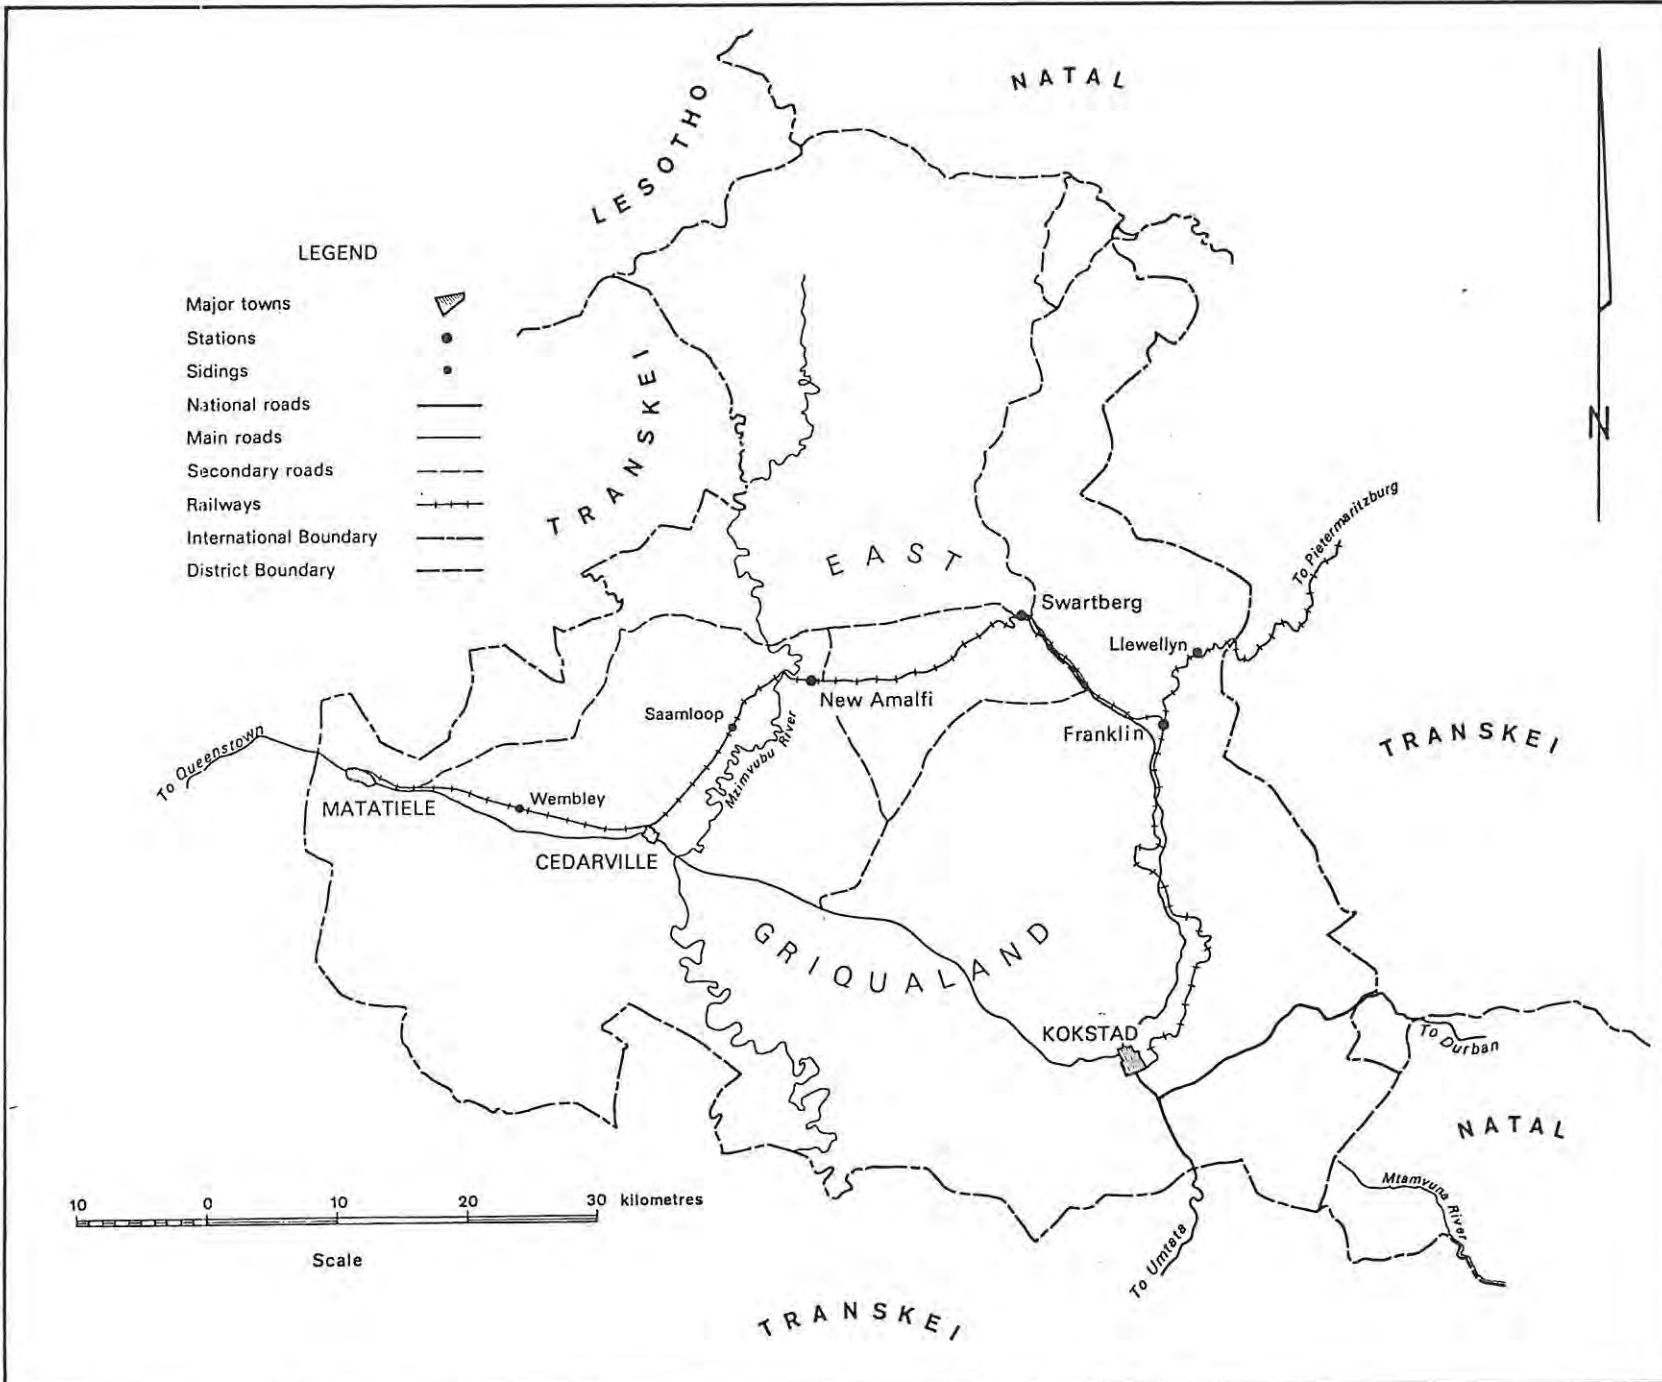 NATAL
LESOTHO
LEGEND
Major towns
Stations
Sidings
National roads
Main roads
Secondary roads
Railways
International Boundary
District Boundary
TRANSKEI
N
To Pietermaritzburg
EAST
Swartberg
Llewellyn
New Amalfi
Saamloop
Franklin
Mzimvubu River
TRANSKEI
To Queenstown
MATATIELE
Wembley
CEDARVILLE
GRIQUALAND
KOKSTAD
To Durban
NATAL
Mtamvuna River
10 0 10 20 30 kilometres
Scale
To Umtata
TRANSKEI